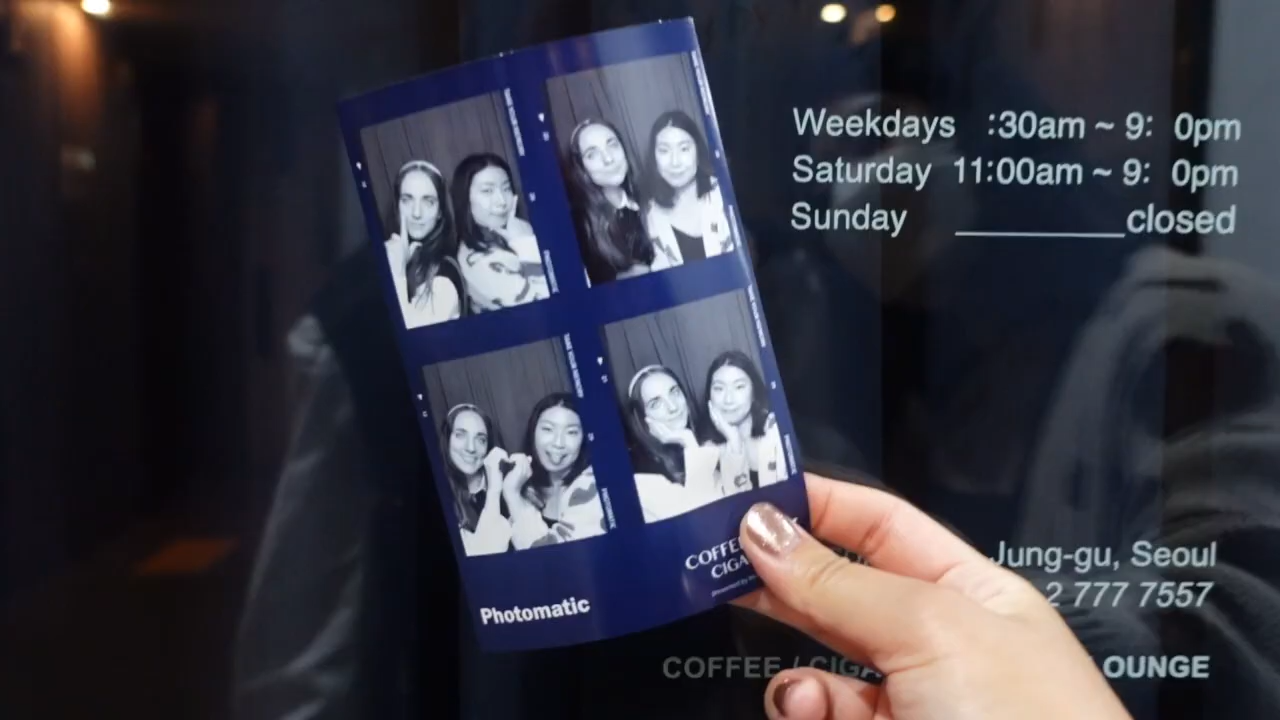 Weekdays :30am ~ 9: 0pm
Saturday 11:00am ~ 9: 0pm
Sunday closed
Jung-gu, Seoul
2 777 7557
COFFEE / CIGA OUNGE
COFFE
CIGA
Photomatic